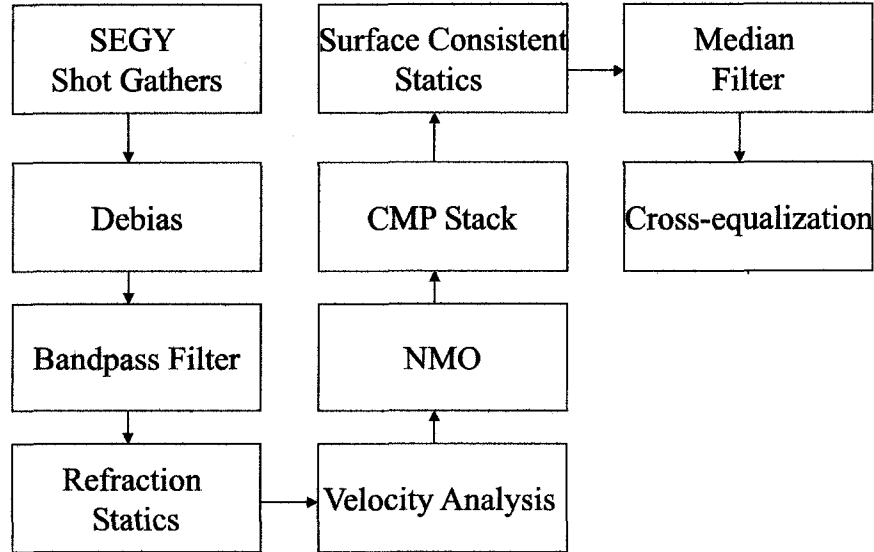 SEGY
Shot Gathers
Debias
Bandpass Filter
Refraction
Statics
Velocity Analysis
NMO
CMP Stack
Surface Consistent
Statics
Median
Filter
Cross-equalization